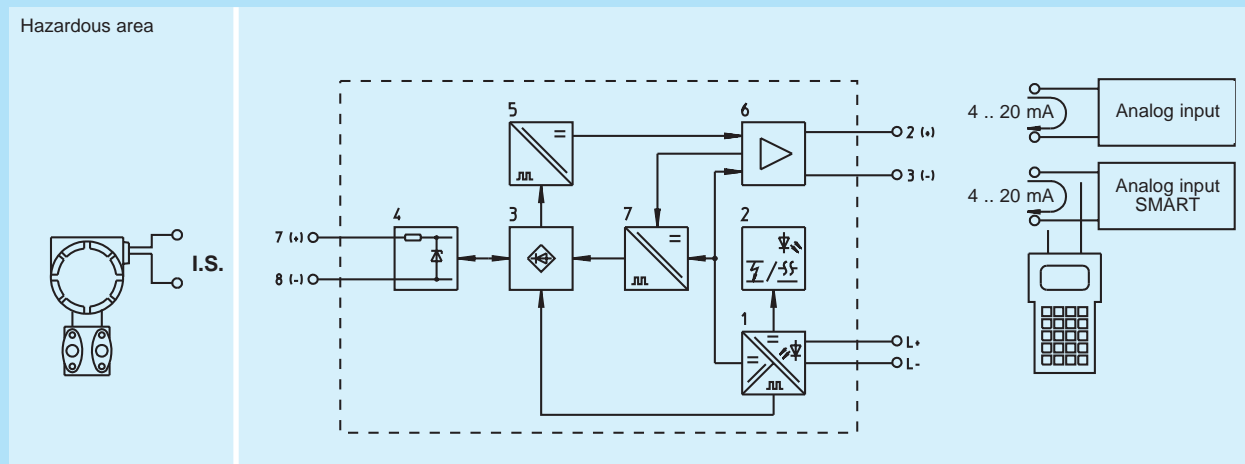 Hazardous area
I.S.
7 (+)
8 (-)
4
5
3
7
6
2
1
2 (+)
3 (-)
L+
L-
4 .. 20 mA
Analog input
4 .. 20 mA
Analog input
SMART